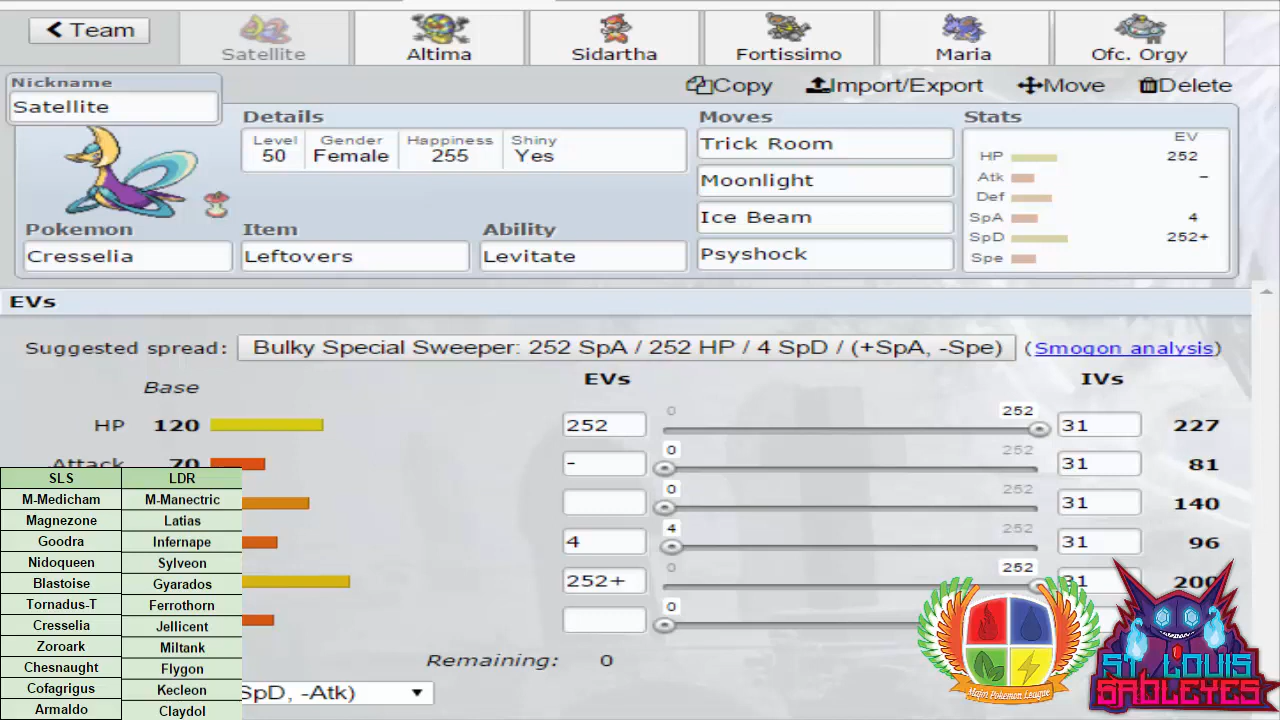 Team
Satellite
Altima
Sidartha
Fortissimo
Maria
Ofc. Orgy
Nickname
Satellite
Copy
Import/Export
Move
Delete
Details
Level
50
Gender
Female
Happiness
255
Shiny
Yes
Moves
Trick Room
Moonlight
Ice Beam
Psyshock
Stats
EV
HP 252
Atk –
Def
SpA 4
SpD 252+
Spe
Pokemon
Cresselia
Item
Leftovers
Ability
Levitate
EVs
Suggested spread: Bulky Special Sweeper: 252 SpA / 252 HP / 4 SpD / (+SpA, -Spe) (Smogon analysis)
Base EVs IVs
HP 120 252 0 252 31 227
Attack 70 - 0 252 31 81
0 252 31 140
4 4 252 31 96
252+ 0 252 31 200
0
Remaining: 0
SpD, -Atk)
SLS LDR
M-Medicham M-Manectric
Magnezone Latias
Goodra Infernape
Nidoqueen Sylveon
Blastoise Gyarados
Tornadus-T Ferrothorn
Cresselia Jellicent
Zoroark Miltank
Chesnaught Flygon
Cofagrigus Kecleon
Armaldo Claydol
Major Pokemon League
ST LOUIS
SABLEYES